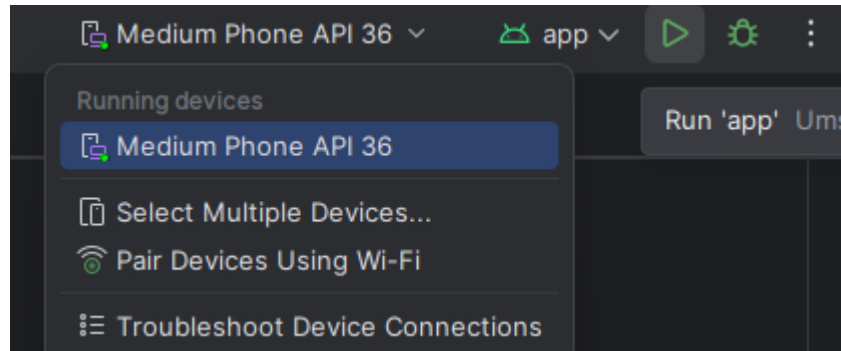 Medium Phone API 36 app
Running devices
Run 'app'
Medium Phone API 36
Select Multiple Devices...
Pair Devices Using Wi-Fi
Troubleshoot Device Connections